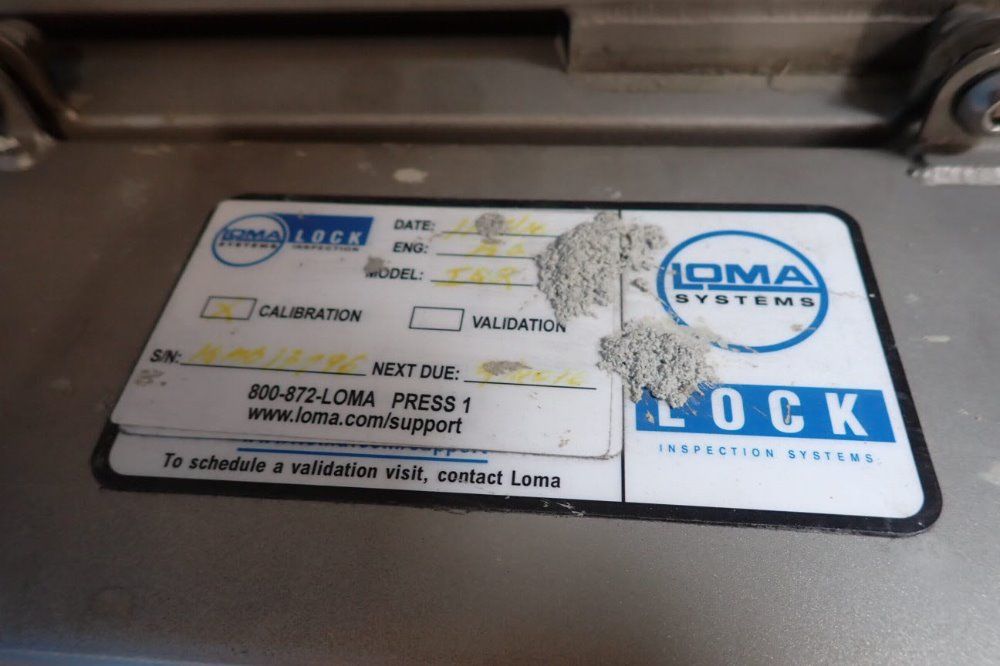 LOMA SYSTEMS LOCK INSPECTION
DATE:
ENG:
MODEL:
X CALIBRATION VALIDATION
S/N: NEXT DUE:
800-872-LOMA PRESS 1
www.loma.com/support
To schedule a validation visit, contact Loma
LOMA
SYSTEMS
LOCK
INSPECTION SYSTEMS